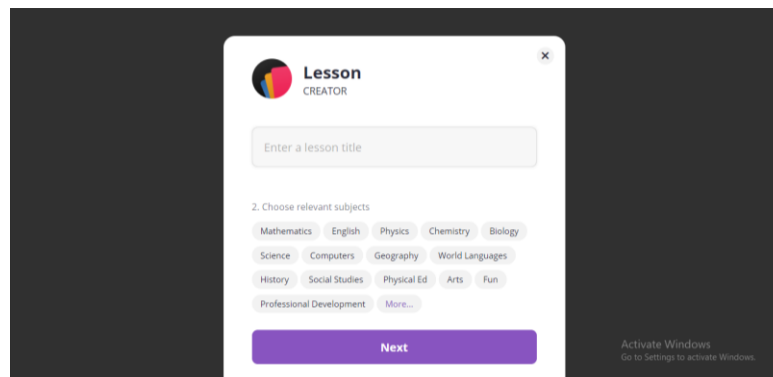 Lesson
CREATOR
Enter a lesson title
2. Choose relevant subjects
Mathematics English Physics Chemistry Biology
Science Computers Geography World Languages
History Social Studies Physical Ed Arts Fun
Professional Development More...
Next
Activate Windows
Go to Settings to activate Windows.